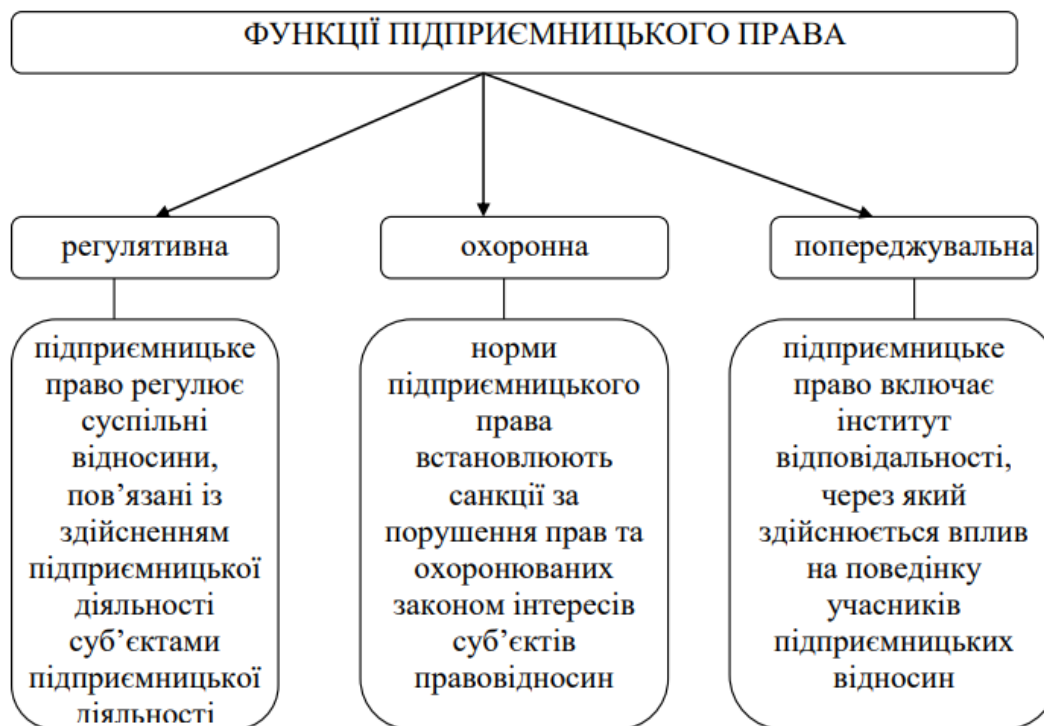 ФУНКЦІЇ ПІДПРИЄМНИЦЬКОГО ПРАВА
регулятивна
охоронна
попереджувальна
підприємницьке
право регулює
суспільні
відносини,
пов’язані із
здійсненням
підприємницької
діяльності
суб’єктами
підприємницької
діяльності
норми
підприємницького
права
встановлюють
санкції за
порушення прав та
охоронюваних
законом інтересів
суб’єктів
правовідносин
підприємницьке
право включає
інститут
відповідальності,
через який
здійснюється вплив
на поведінку
учасників
підприємницьких
відносин